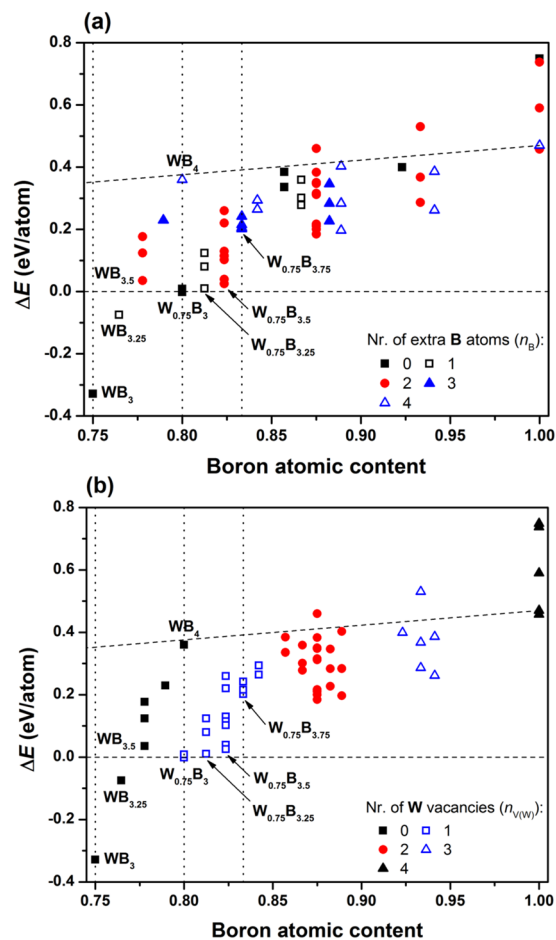 (a)
0.8
0.6
0.4
0.2
0.0
-0.2
-0.4
ΔE (eV/atom)
WB4
WB3.5
WB3.25
WB3
W0.75B3
W0.75B3.75
W0.75B3.5
W0.75B3.25
Nr. of extra B atoms (nB):
0 1
2 3
4
0.75 0.80 0.85 0.90 0.95 1.00
Boron atomic content
(b)
0.8
0.6
0.4
0.2
0.0
-0.2
-0.4
ΔE (eV/atom)
WB4
WB3.5
WB3.25
WB3
W0.75B3
W0.75B3.75
W0.75B3.5
W0.75B3.25
Nr. of W vacancies (nV(W)):
0 1
2 3
4
0.75 0.80 0.85 0.90 0.95 1.00
Boron atomic content